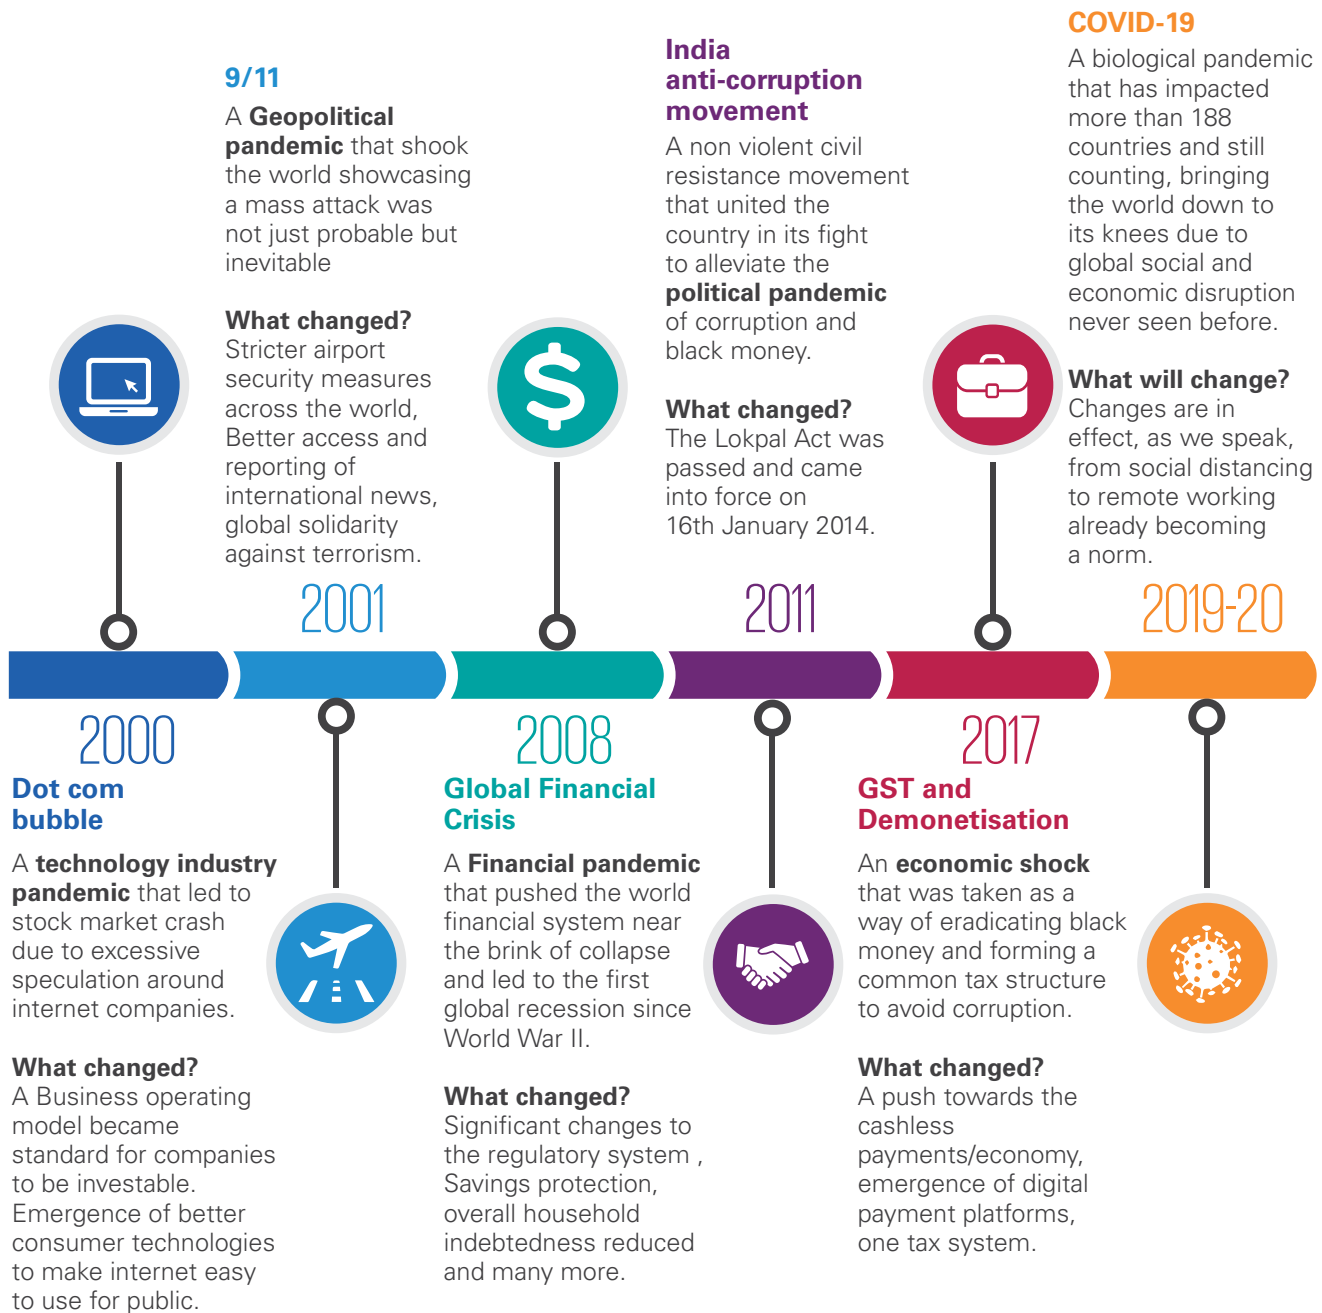 2000
Dot com
bubble
A technology industry
pandemic that led to
stock market crash
due to excessive
speculation around
internet companies.
What changed?
A Business operating
model became
standard for companies
to be investable.
Emergence of better
consumer technologies
to make internet easy
to use for public.
9/11
A Geopolitical
pandemic that shook
the world showcasing
a mass attack was
not just probable but
inevitable
What changed?
Stricter airport
security measures
across the world,
Better access and
reporting of
international news,
global solidarity
against terrorism.
2001
$
2008
Global Financial
Crisis
A Financial pandemic
that pushed the world
financial system near
the brink of collapse
and led to the first
global recession since
World War II.
What changed?
Significant changes to
the regulatory system ,
Savings protection,
overall household
indebtedness reduced
and many more.
India
anti-corruption
movement
A non violent civil
resistance movement
that united the
country in its fight
to alleviate the
political pandemic
of corruption and
black money.
What changed?
The Lokpal Act was
passed and came
into force on
16th January 2014.
2011
2017
GST and
Demonetisation
An economic shock
that was taken as a
way of eradicating black
money and forming a
common tax structure
to avoid corruption.
What changed?
A push towards the
cashless
payments/economy,
emergence of digital
payment platforms,
one tax system.
COVID-19
A biological pandemic
that has impacted
more than 188
countries and still
counting, bringing
the world down to
its knees due to
global social and
economic disruption
never seen before.
What will change?
Changes are in
effect, as we speak,
from social distancing
to remote working
already becoming
a norm.
2019-20